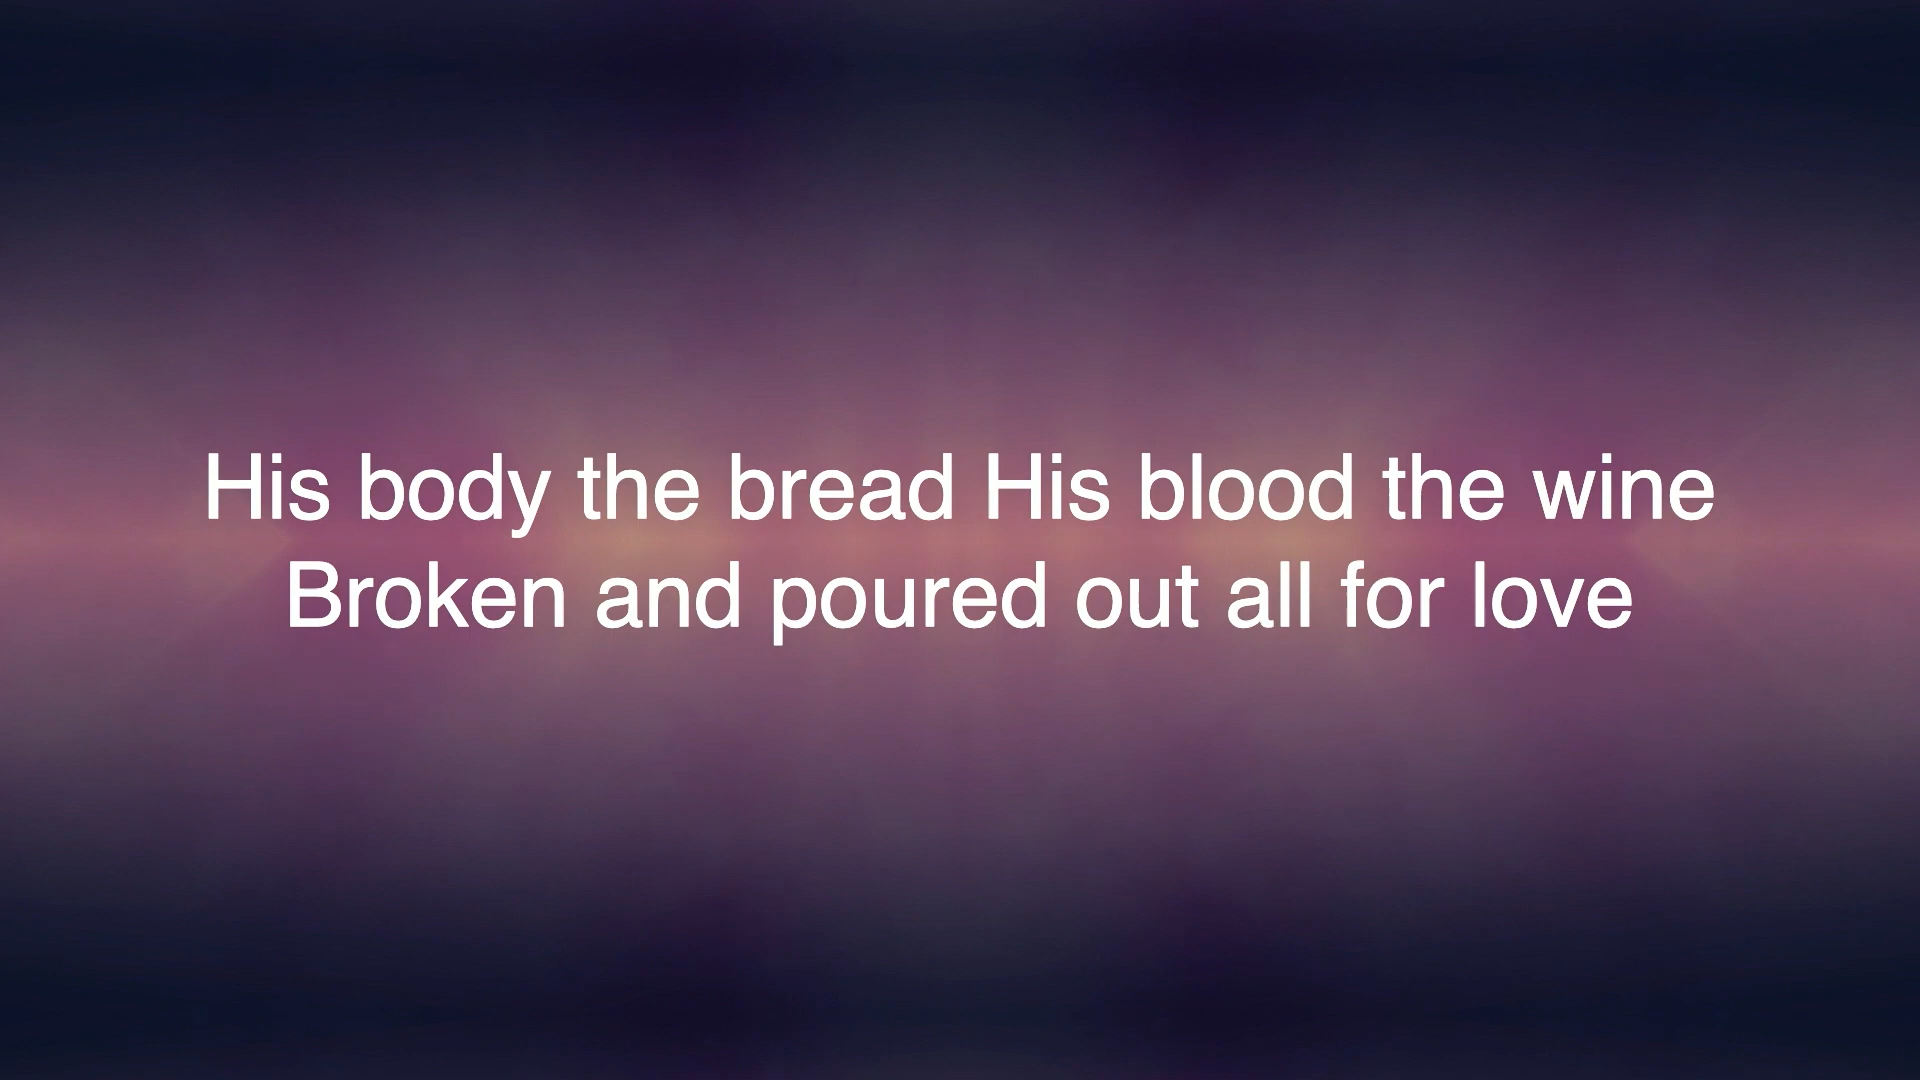 His body the bread His blood the wine
Broken and poured out all for love